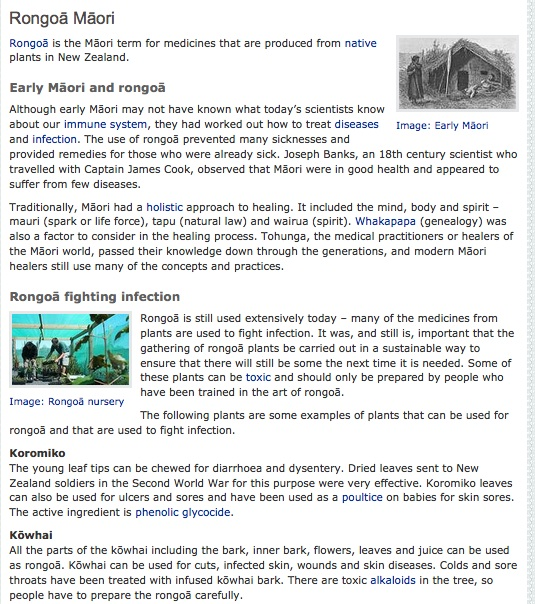 Rongoā Māori
Rongoā is the Māori term for medicines that are produced from native
plants in New Zealand.
Image: Early Māori
Early Māori and rongoā
Although early Māori may not have known what today's scientists know
about our immune system, they had worked out how to treat diseases
and infection. The use of rongoā prevented many sicknesses and
provided remedies for those who were already sick. Joseph Banks, an 18th century scientist who
travelled with Captain James Cook, observed that Māori were in good health and appeared to
suffer from few diseases.
Traditionally, Māori had a holistic approach to healing. It included the mind, body and spirit –
mauri (spark or life force), tapu (natural law) and wairua (spirit). Whakapapa (genealogy) was
also a factor to consider in the healing process. Tohunga, the medical practitioners or healers of
the Māori world, passed their knowledge down through the generations, and modern Māori
healers still use many of the concepts and practices.
Rongoā fighting infection
Image: Rongoā nursery
Rongoā is still used extensively today – many of the medicines from
plants are used to fight infection. It was, and still is, important that the
gathering of rongoā plants be carried out in a sustainable way to
ensure that there will still be some the next time it is needed. Some of
these plants can be toxic and should only be prepared by people who
have been trained in the art of rongoā.
The following plants are some examples of plants that can be used for
rongoā and that are used to fight infection.
Koromiko
The young leaf tips can be chewed for diarrhoea and dysentery. Dried leaves sent to New
Zealand soldiers in the Second World War for this purpose were very effective. Koromiko leaves
can also be used for ulcers and sores and have been used as a poultice on babies for skin sores.
The active ingredient is phenolic glycocide.
Kōwhai
All the parts of the kōwhai including the bark, inner bark, flowers, leaves and juice can be used
as rongoā. Kōwhai can be used for cuts, infected skin, wounds and skin diseases. Colds and sore
throats have been treated with infused kōwhai bark. There are toxic alkaloids in the tree, so
people have to prepare the rongoā carefully.